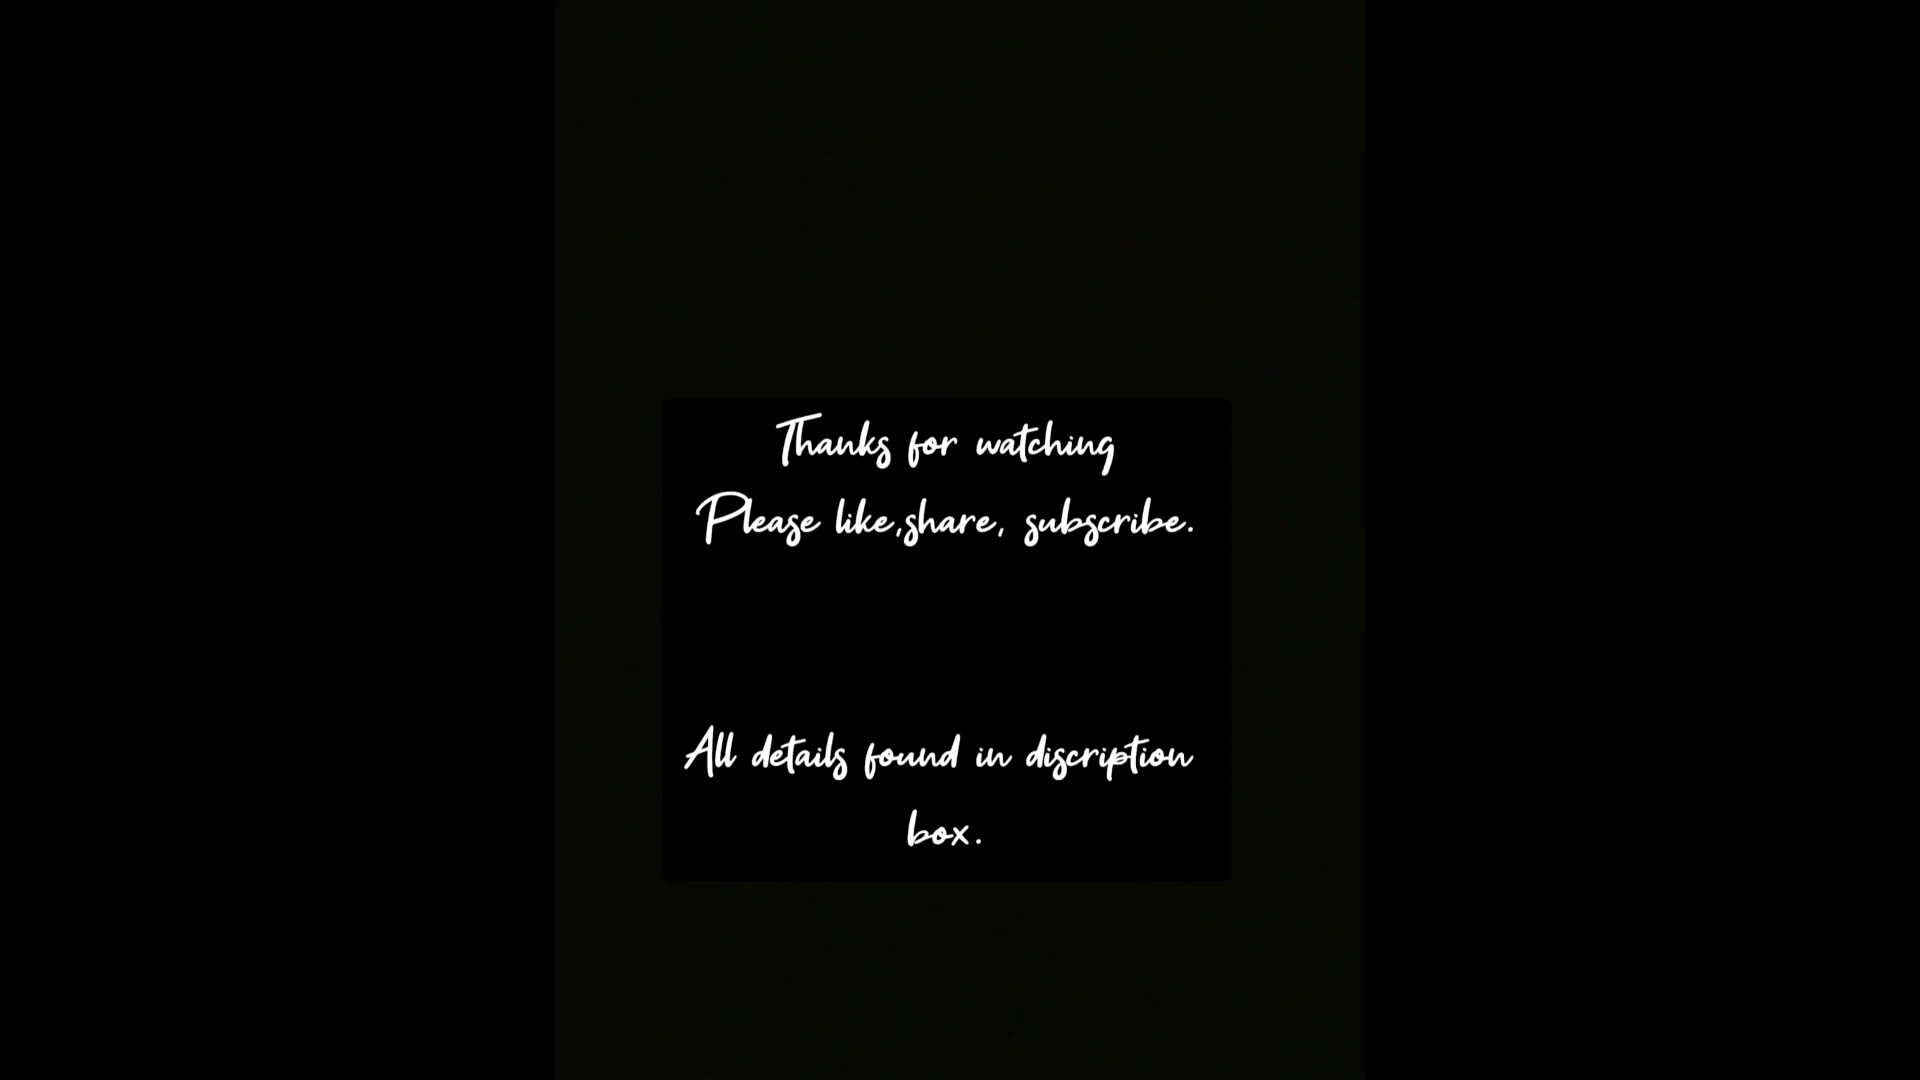 Thanks for watching
Please like,share, subscribe.
All details found in discription
box.